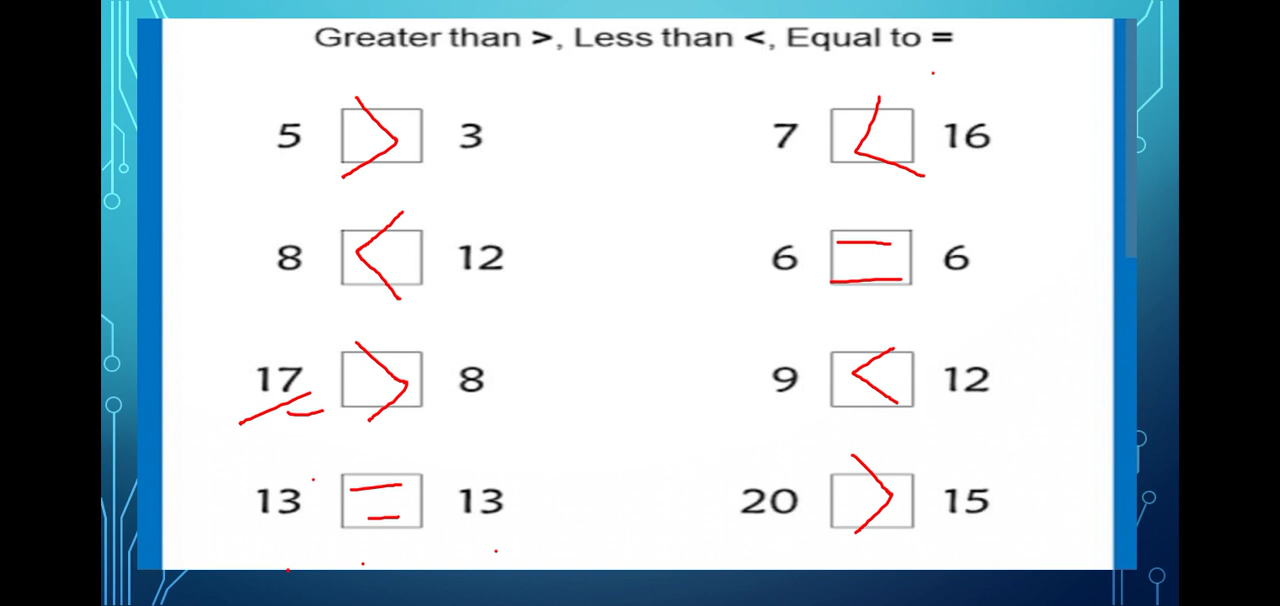 Greater than >, Less than <, Equal to =
5 > 3 7 < 16
8 < 12 6 = 6
17 > 8 9 < 12
13 = 13 20 > 15